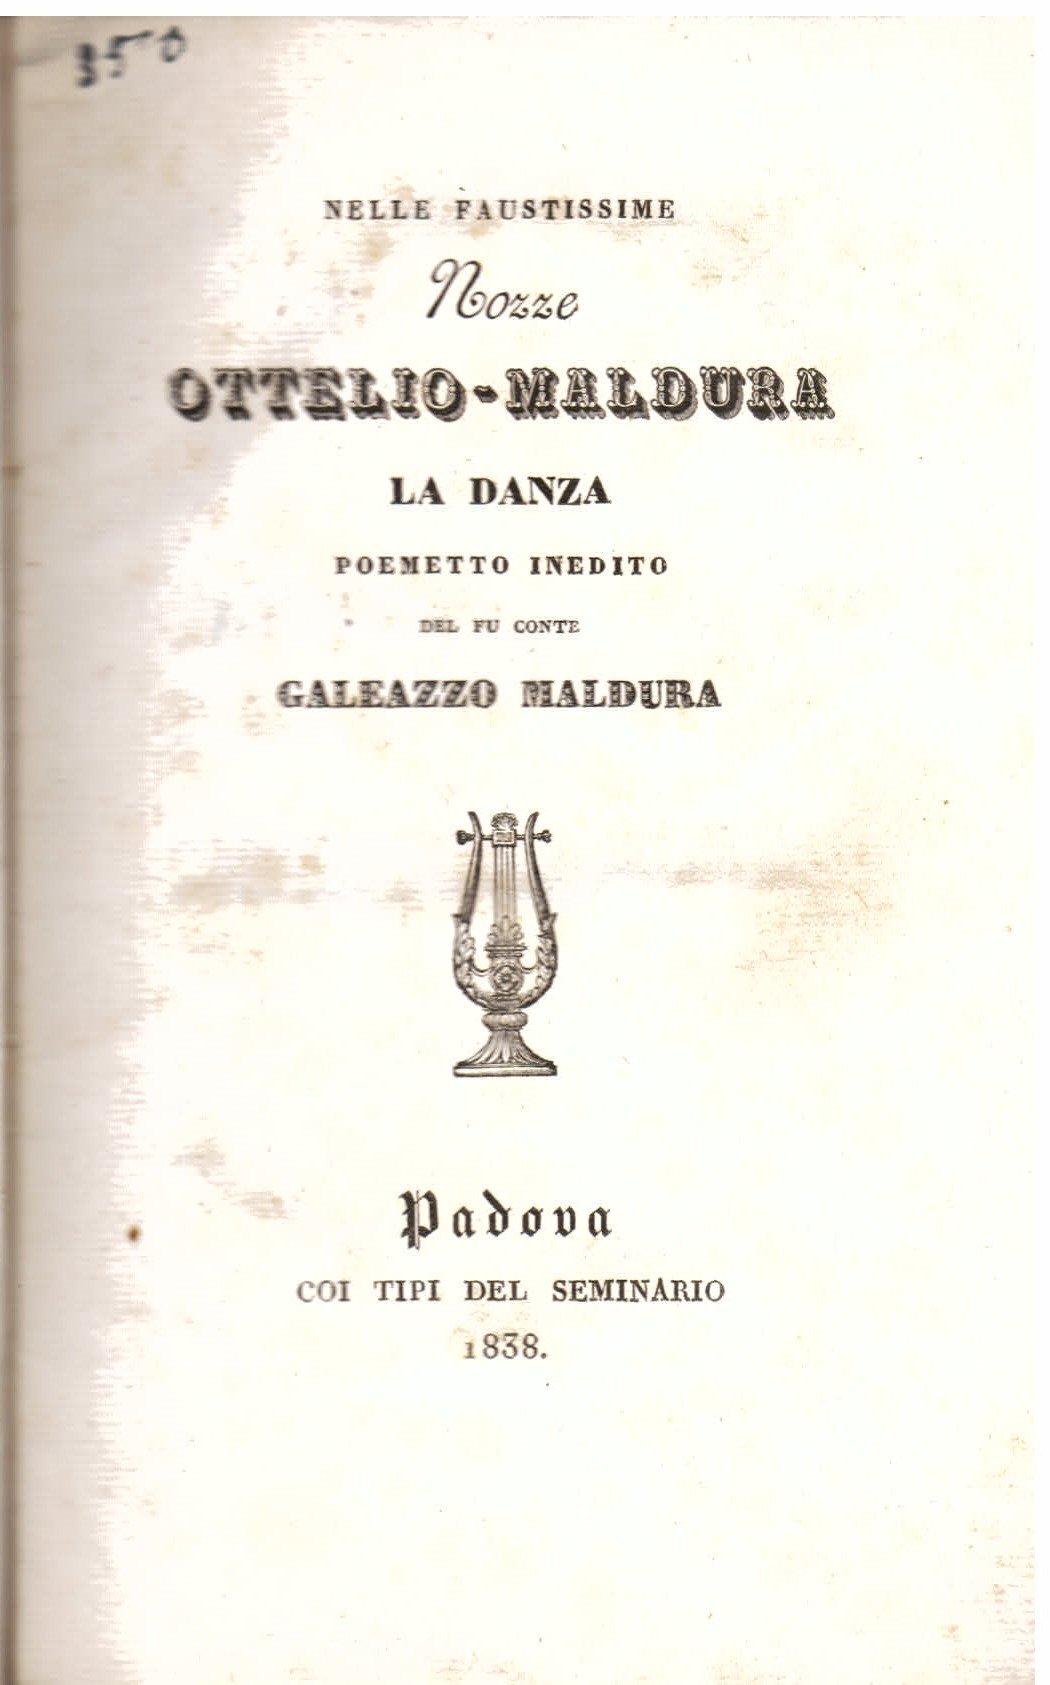 350
NELLE FAUSTISSIME
Nozze
OTTELIO-MALDURA
LA DANZA
POEMETTO INEDITO
DEL FU CONTE
GALEAZZO MALDURA
Padova
COI TIPI DEL SEMINARIO
1838.